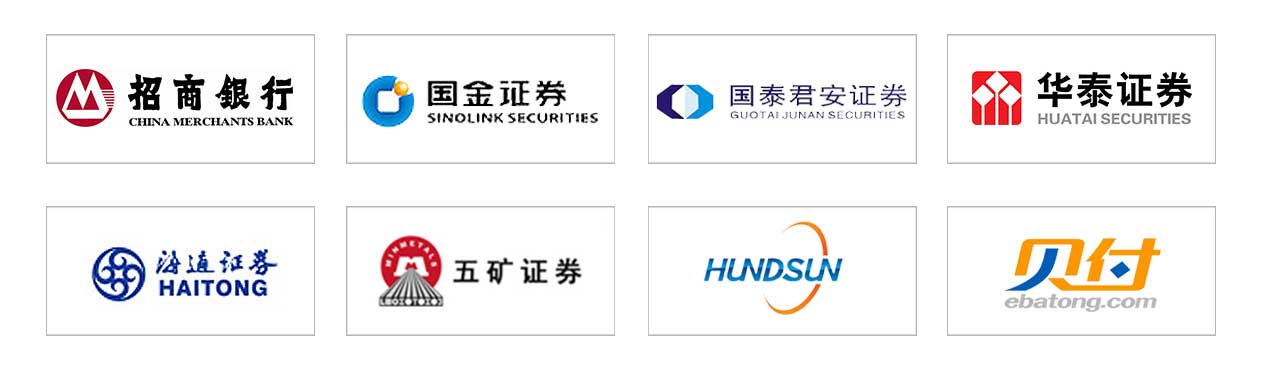 招商銀行
CHINA MERCHANTS BANK
国金证券
SINOLINK SECURITIES
国泰君安证券
GUOTAI JUNAN SECURITIES
华泰证券
HUATAI SECURITIES
海通证券
HAITONG
MINMETALS
五矿证券
HUNDSUN
贝付
ebatong.com